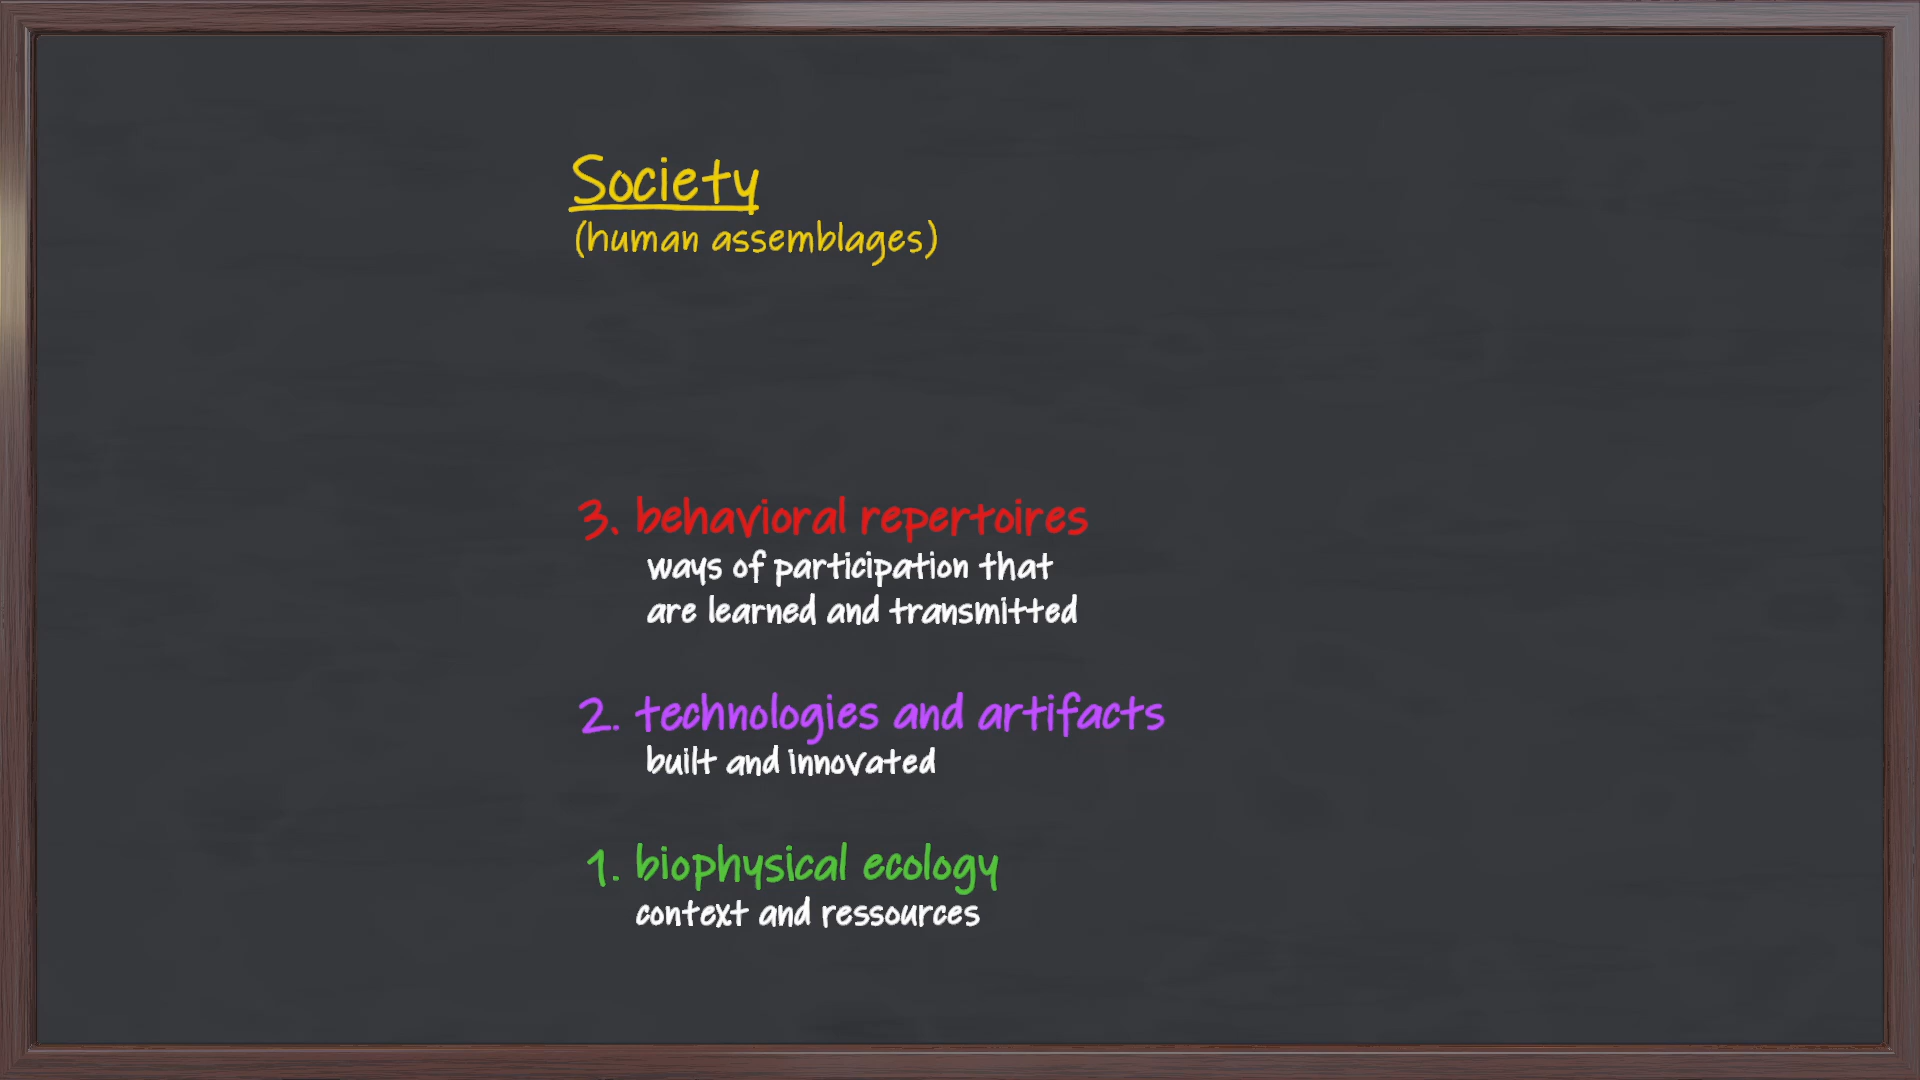 Society
(human assemblages)
3. behavioral repertoires
ways of participation that
are learned and transmitted
2. technologies and artifacts
built and innovated
1. biophysical ecology
context and ressources